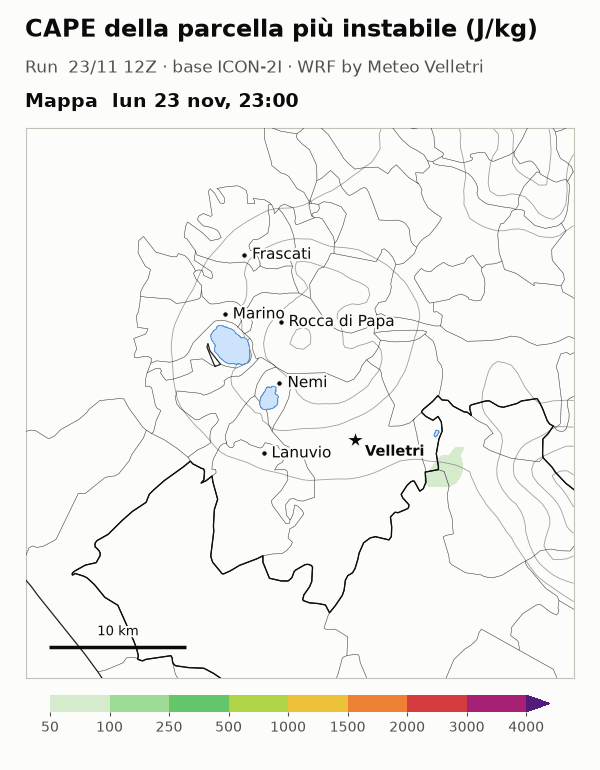 CAPE della parcella più instabile (J/kg)
Run  23/11 12Z · base ICON-2I · WRF by Meteo Velletri
Mappa  lun 23 nov, 23:00
Frascati
Marino
Rocca di Papa
Nemi
Velletri
Lanuvio
10 km
50 100 250 500 1000 1500 2000 3000 4000